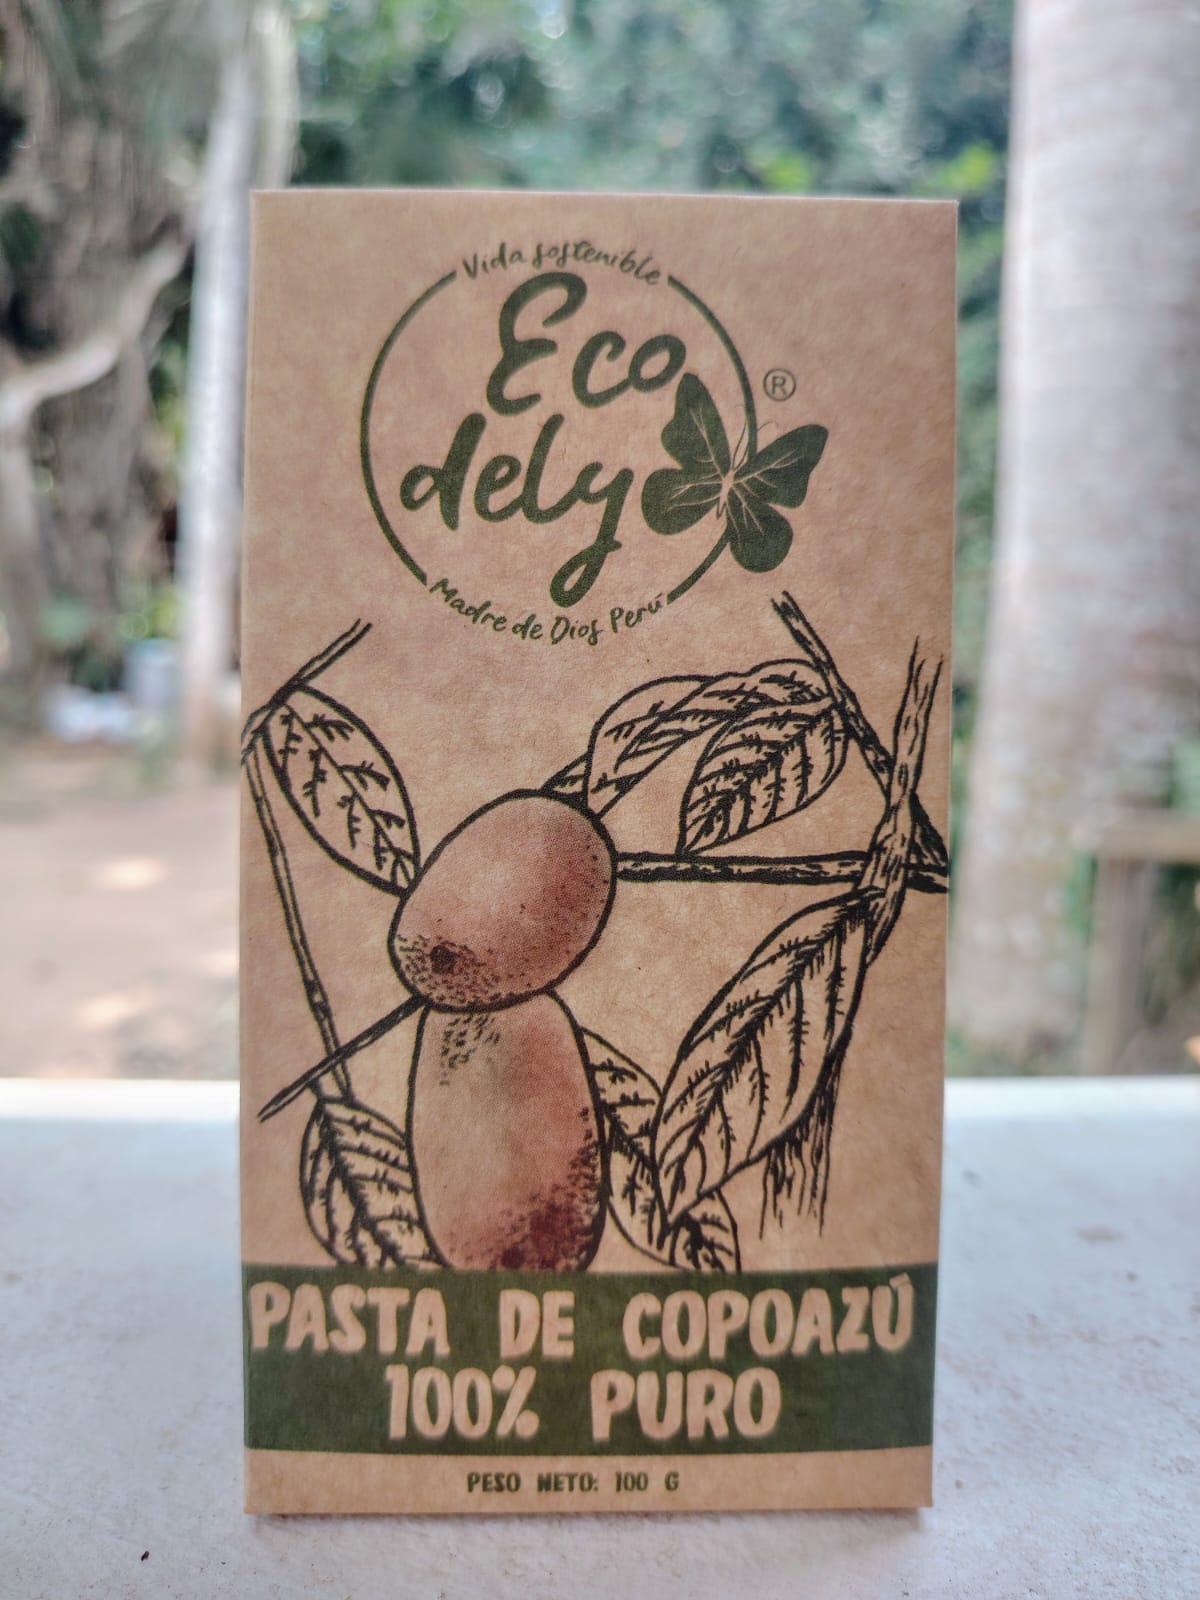 Vida sostenible
Eco
dely
®
Madre de Dios Perú
PASTA DE COPOAZÚ
100% PURO
PESO NETO: 100 G